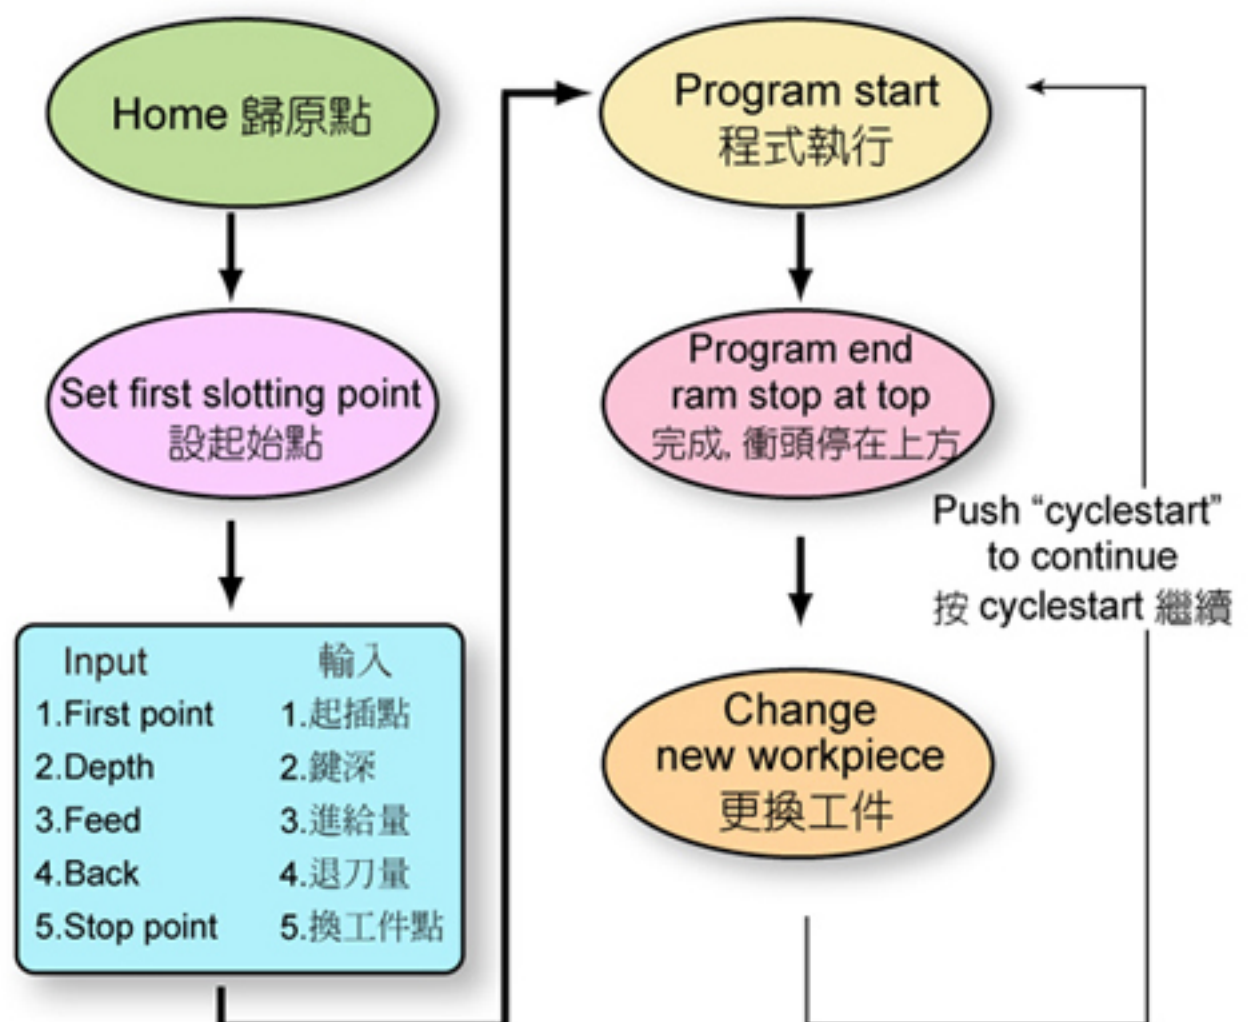 Home 歸原點
Set first slotting point
設起始點
Input 輸入
1.First point 1.起插點
2.Depth 2.鍵深
3.Feed 3.進給量
4.Back 4.退刀量
5.Stop point 5.換工件點
Program start
程式執行
Program end
ram stop at top
完成, 衝頭停在上方
Change
new workpiece
更換工件
Push “cyclestart”
to continue
按 cyclestart 繼續